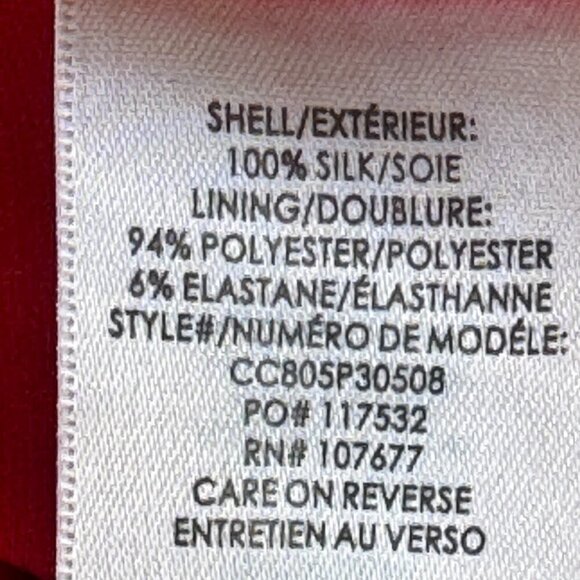 SHELL/EXTÉRIEUR:
100% SILK/SOIE
LINING/DOUBLURE:
94% POLYESTER/POLYESTER
6% ELASTANE/ÉLASTHANNE
STYLE#/NUMÉRO DE MODÉLE:
CC805P30508
PO# 117532
RN# 107677
CARE ON REVERSE
ENTRETIEN AU VERSO